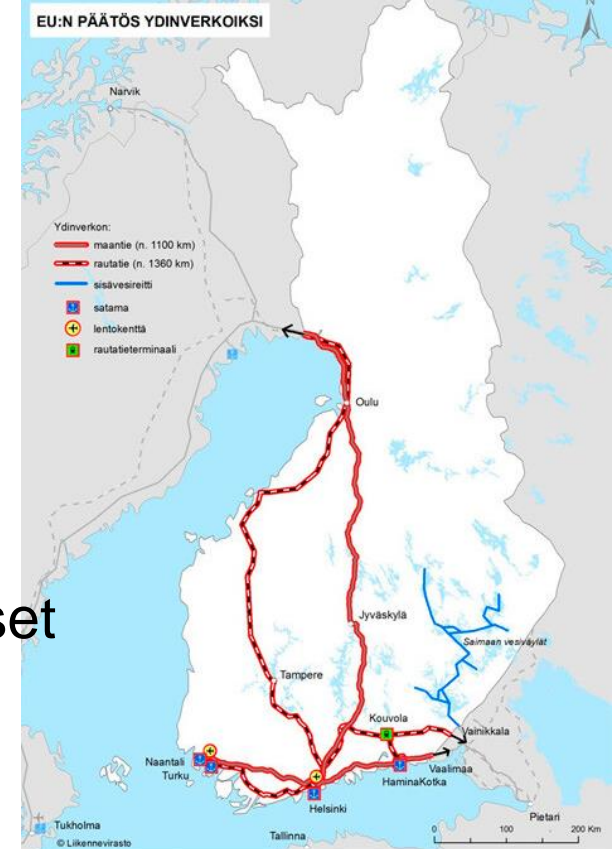 EU:N PÄÄTÖS YDINVERKOIKSI
N
Narvik
Ydinverkon:
maantie (n. 1100 km)
rautatie (n. 1360 km)
sisävesireitti
satama
lentokenttä
rautatieterminaali
Oulu
set
Jyväskylä
Saimaan vesiväylät
Tampere
Kouvola
Vainikkala
Naantali
Turku
Vaalimaa
HaminaKotka
Helsinki
Pietari
Tukholma
Tallinna
0 100 200 Km
© Liikennevirasto